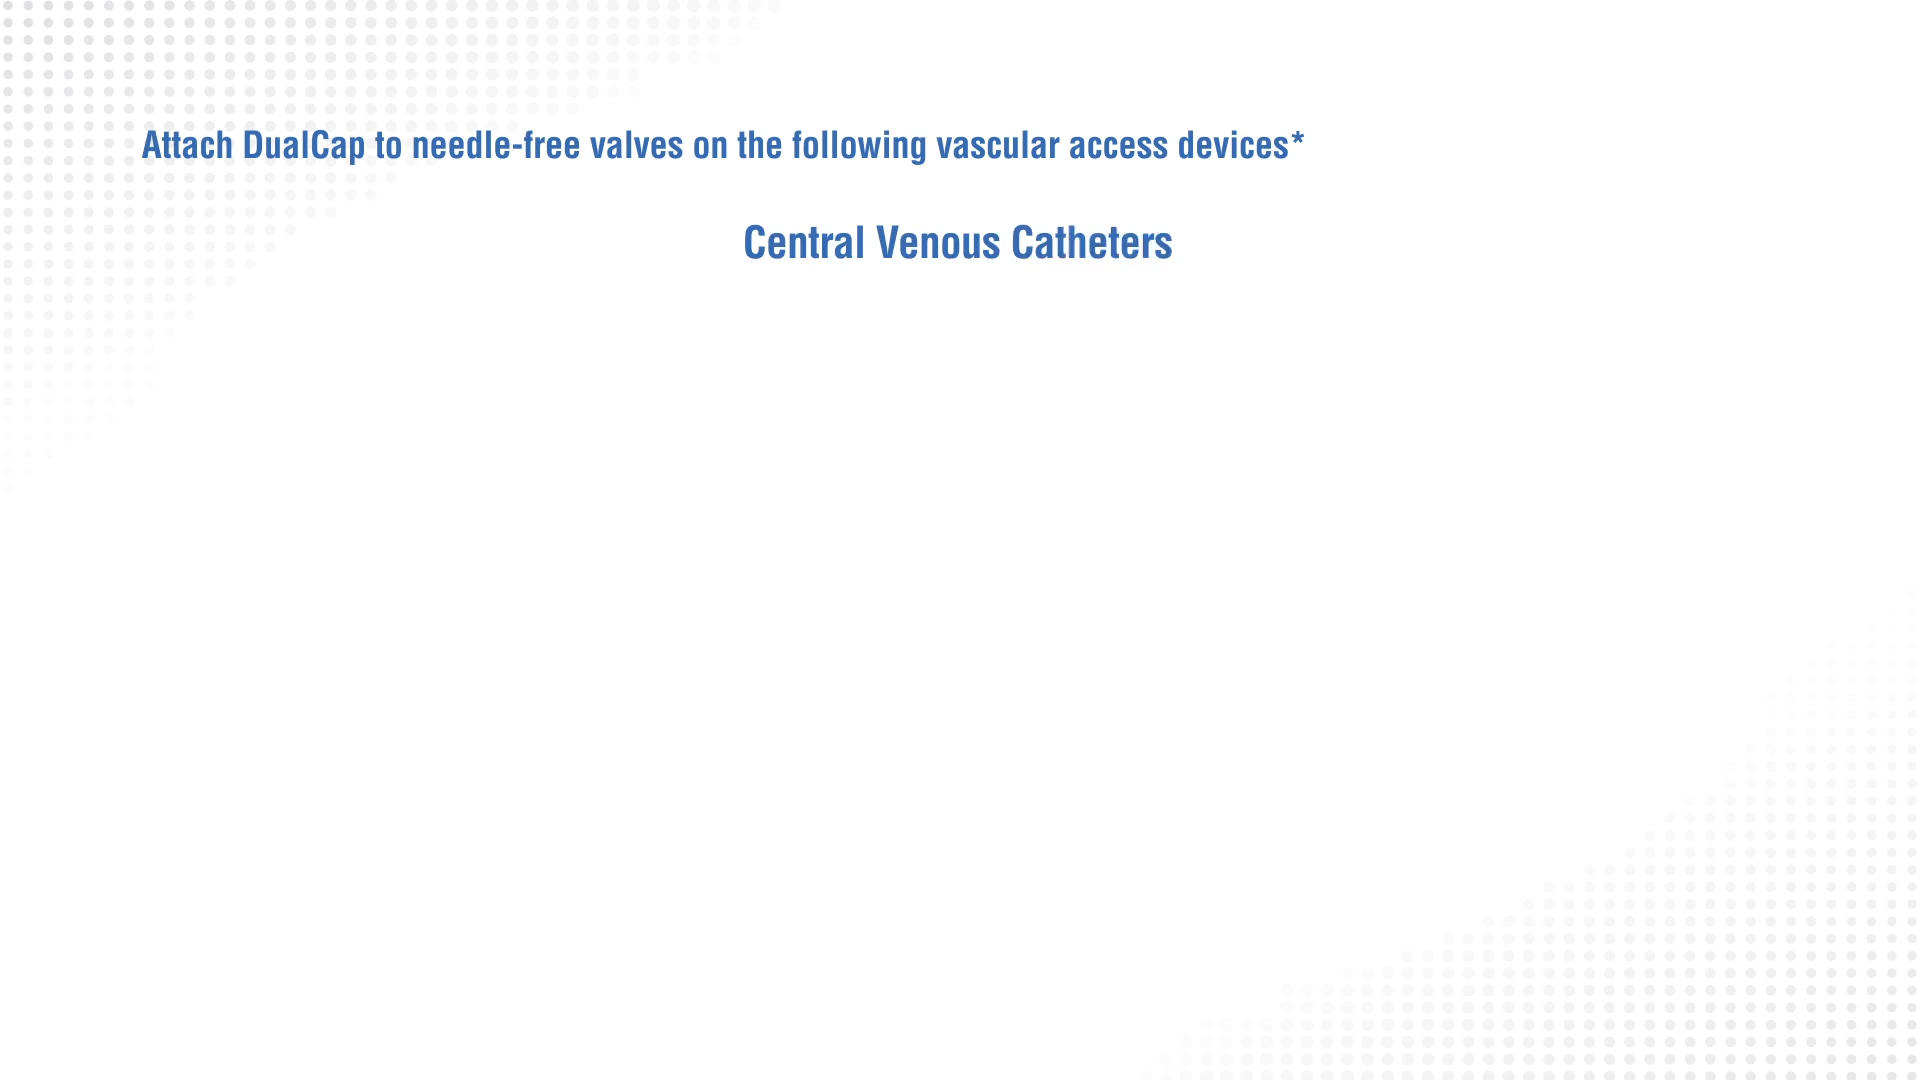 Attach DualCap to needle-free valves on the following vascular access devices*
Central Venous Catheters